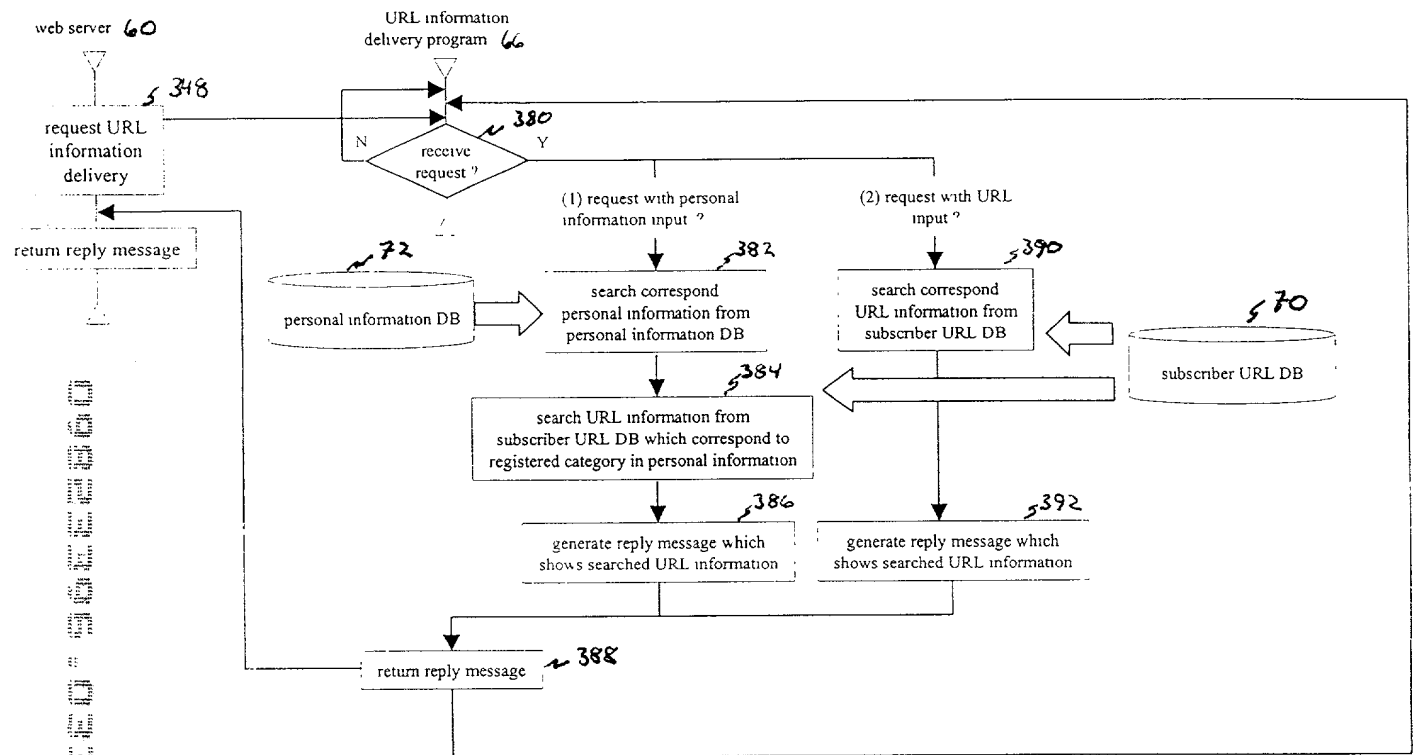 web server 60
URL information
delivery program 66
348
request URL
information
delivery
380
N
receive
request ?
Y
(1) request with personal
information input ?
(2) request with URL
input ?
return reply message
72
personal information DB
382
search correspond
personal information from
personal information DB
390
search correspond
URL information from
subscriber URL DB
70
subscriber URL DB
384
search URL information from
subscriber URL DB which correspond to
registered category in personal information
386
generate reply message which
shows searched URL information
392
generate reply message which
shows searched URL information
return reply message
388